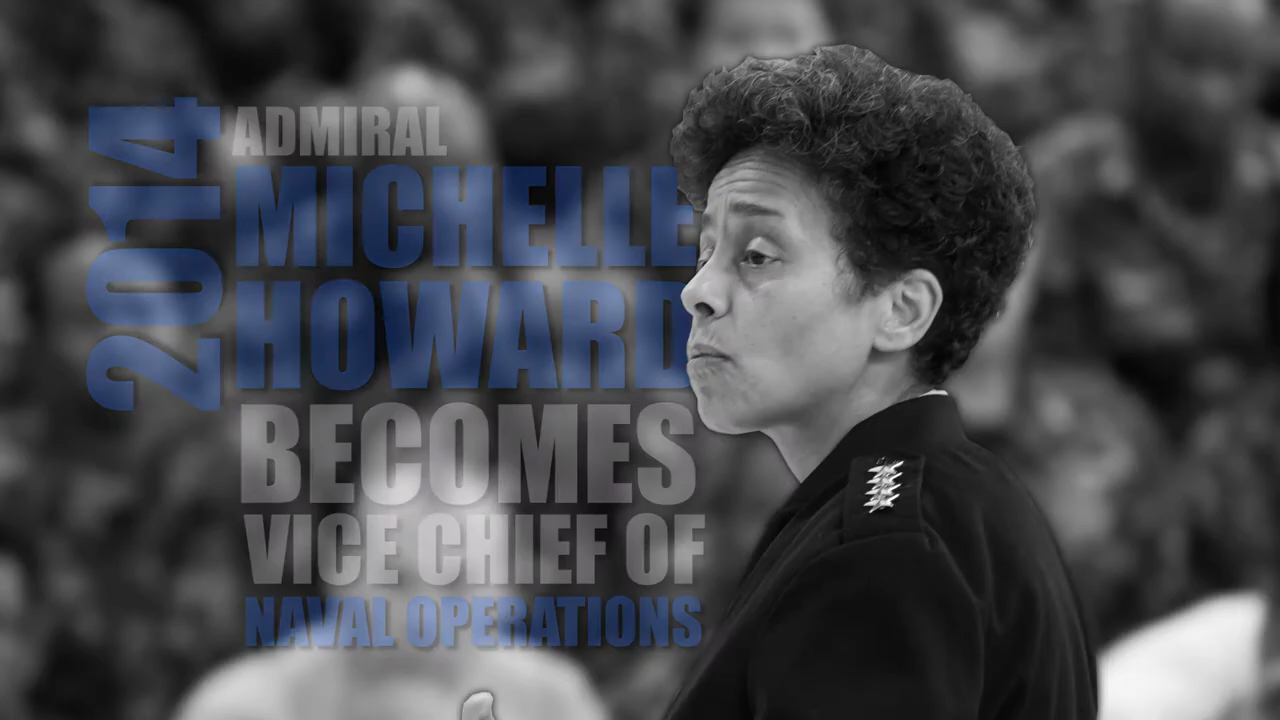 2014
ADMIRAL
MICHELLE
HOWARD
BECOMES
VICE CHIEF OF
NAVAL OPERATIONS